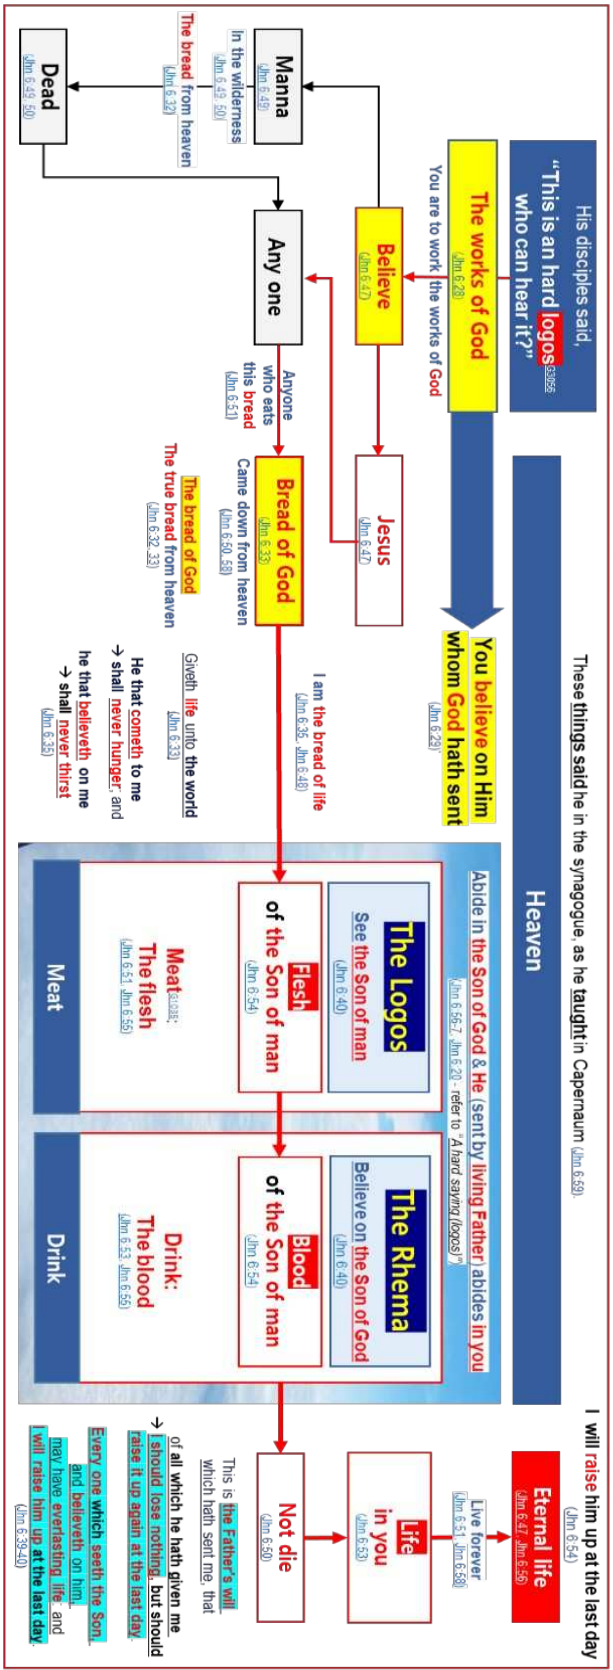 His disciples said,
“This is an hard logosG3056
who can hear it?”
These things said he in the synagogue, as he taught in Capernaum (Jhn 6:59).
I will raise him up at the last day
(Jhn 6:54)
Heaven
Eternal life
(Jhn 6:47, Jhn 6:56)
The works of God
(Jhn 6:28)
You are to work the works of God
You believe on Him
whom God hath sent
(Jhn 6:29)
Abide in the Son of God & He (sent by living Father) abides in you
(Jhn 6:56-7, Jhn 6:20 - refer to “A hard saying (logos)”)
Live forever
(Jhn 6:51, Jhn 6:58)
Believe
(Jhn 6:47)
Jesus
(Jhn 6:47)
I am the bread of life
(Jhn 6:35, Jhn 6:48)
The Logos
See the Son of man
(Jhn 6:40)
The Rhema
Believe on the Son of God
(Jhn 6:40)
Life
in you
(Jhn 6:53)
Manna
(Jhn 6:49)
In the wilderness
(Jhn 6:49, 50)
The bread from heaven
(Jhn 6:32)
Dead
(Jhn 6:49, 50)
Any one
Anyone
who eats
this bread
(Jhn 6:51)
Bread of God
(Jhn 6:33)
Came down from heaven
(Jhn 6:50, 58)
The bread of God
The true bread from heaven
(Jhn 6:32, 33)
Giveth life unto the world
(Jhn 6:33)
He that cometh to me
→ shall never hunger; and
he that believeth on me
→ shall never thirst
(Jhn 6:35)
Flesh
of the Son of man
(Jhn 6:54)
Blood
of the Son of man
(Jhn 6:54)
Meat:
The flesh
(Jhn 6:51, Jhn 6:55)
Drink:
The blood
(Jhn 6:53, Jhn 6:55)
Meat
Drink
Not die
(Jhn 6:50)
This is the Father's will
which hath sent me, that
of all which he hath given me
→ I should lose nothing, but should
raise it up again at the last day.
Every one which seeth the Son,
and believeth on him,
may have everlasting life: and
I will raise him up at the last day.
(Jhn 6:39-40)